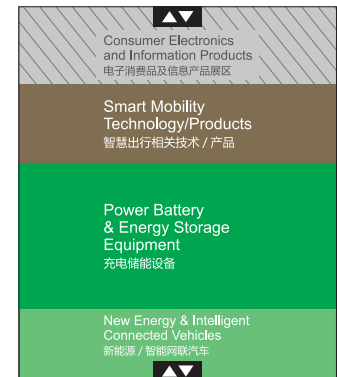 Consumer Electronics
and Information Products
电子消费品及信息产品展区
Smart Mobility
Technology/Products
智慧出行相关技术 / 产品
Power Battery
& Energy Storage
Equipment
充电储能设备
New Energy & Intelligent
Connected Vehicles
新能源 / 智能网联汽车